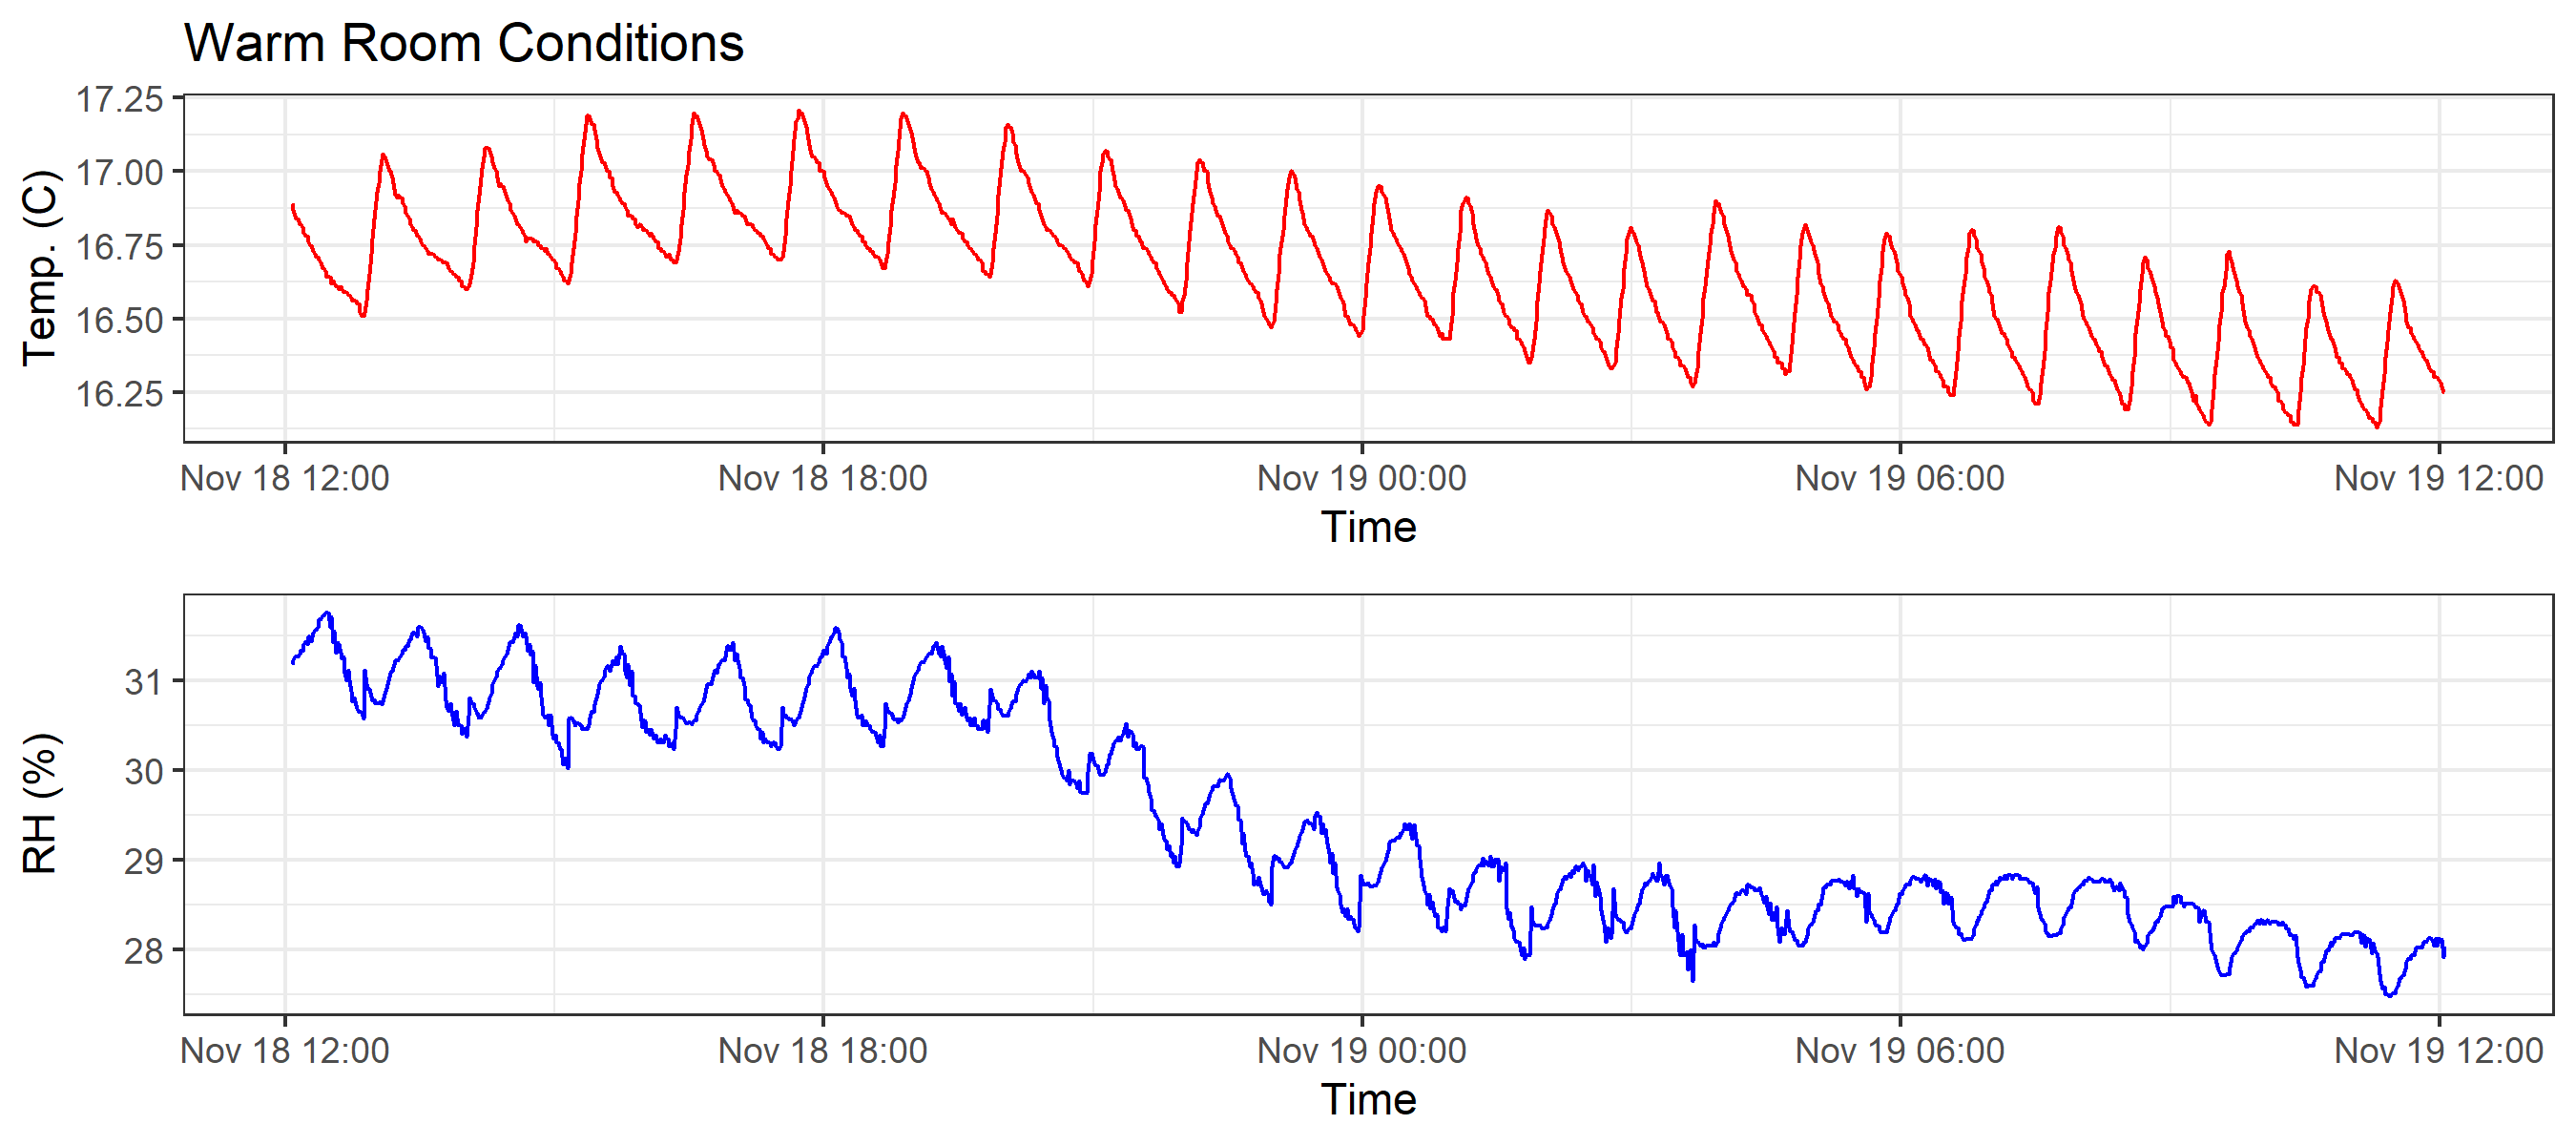 Warm Room Conditions
Temp. (C)
17.25
17.00
16.75
16.50
16.25
Nov 18 12:00 Nov 18 18:00 Nov 19 00:00 Nov 19 06:00 Nov 19 12:00
Time
RH (%)
31
30
29
28
Nov 18 12:00 Nov 18 18:00 Nov 19 00:00 Nov 19 06:00 Nov 19 12:00
Time